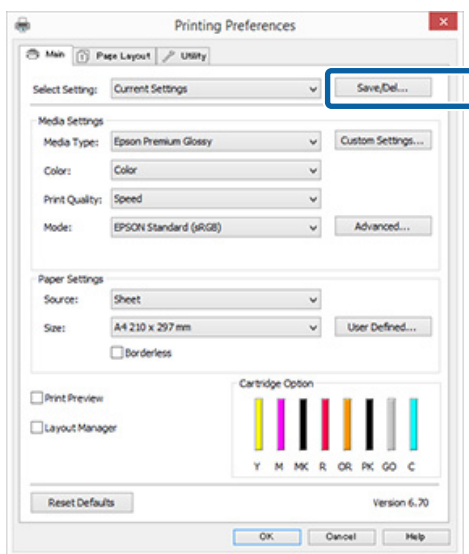 Printing Preferences
Main Page Layout Utility
Select Setting: Current Settings Save/Del...
Media Settings
Media Type: Epson Premium Glossy Custom Settings...
Color: Color
Print Quality: Speed
Mode: EPSON Standard (sRGB) Advanced...
Paper Settings
Source: Sheet
Size: A4 210 x 297 mm User Defined...
Borderless
Print Preview
Layout Manager
Cartridge Option
Y M MK R OR PK GO C
Reset Defaults Version 6.70
OK Cancel Help